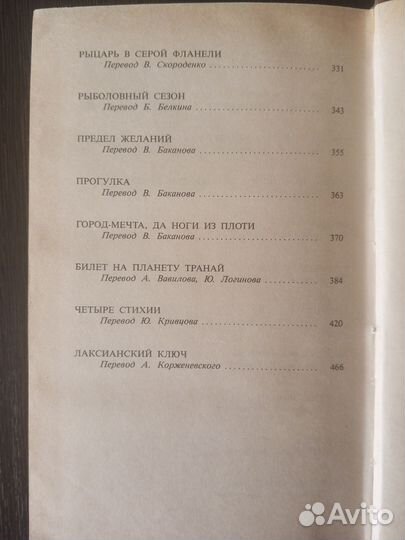 РЫЦАРЬ В СЕРОЙ ФЛАНЕЛИ
Перевод В. Скороденко . . . . . . . . . . . . . . . . 331
РЫБОЛОВНЫЙ СЕЗОН
Перевод Б. Белкина . . . . . . . . . . . . . . . . 343
ПРЕДЕЛ ЖЕЛАНИЙ
Перевод В. Баканова . . . . . . . . . . . . . . . . 355
ПРОГУЛКА
Перевод В. Баканова . . . . . . . . . . . . . . . . 363
ГОРОД-МЕЧТА, ДА НОГИ ИЗ ПЛОТИ
Перевод В. Баканова . . . . . . . . . . . . . . . . 370
БИЛЕТ НА ПЛАНЕТУ ТРАНАЙ
Перевод А. Вавилова, Ю. Логинова . . . . . . . . 384
ЧЕТЫРЕ СТИХИИ
Перевод Ю. Кривцова . . . . . . . . . . . . . . . . 420
ЛАКСИАНСКИЙ КЛЮЧ
Перевод А. Корженевского . . . . . . . . . . . . 466
Avito